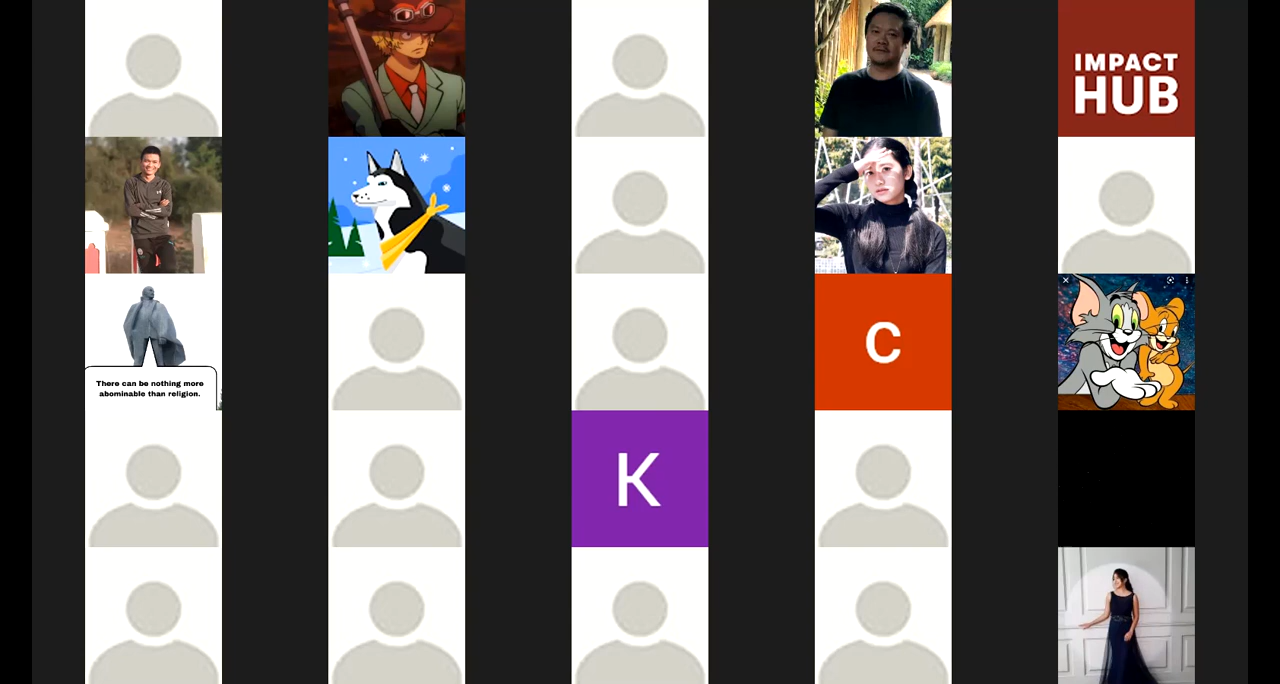 IMPACT
HUB
There can be nothing more
abominable than religion.
C
K